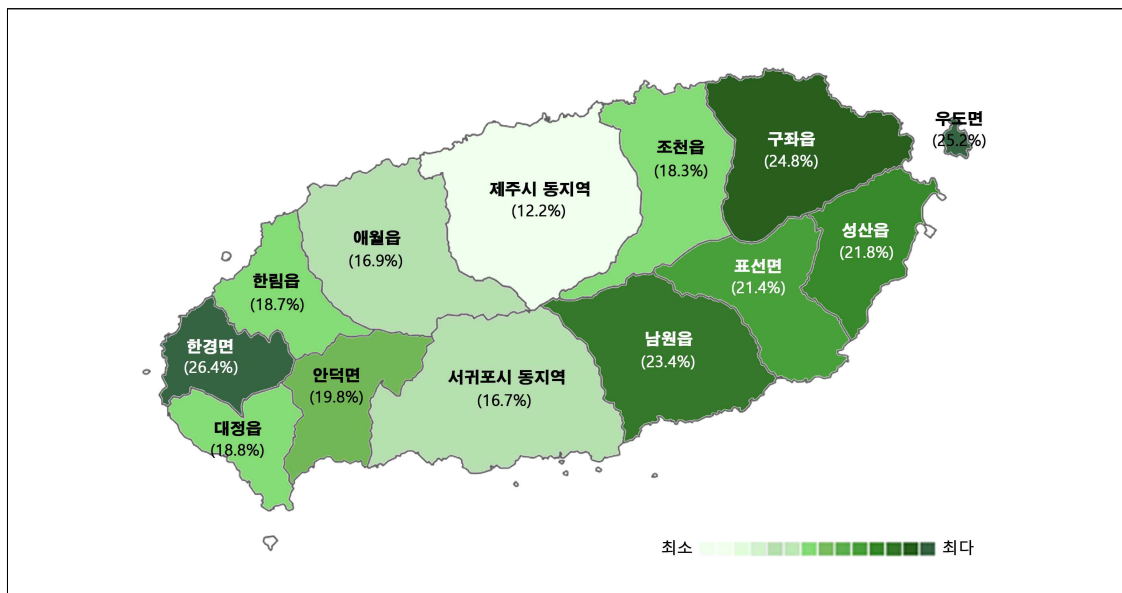 우도면
(25.2%)
구좌읍
(24.8%)
조천읍
(18.3%)
제주시 동지역
(12.2%)
성산읍
(21.8%)
애월읍
(16.9%)
표선면
(21.4%)
한림읍
(18.7%)
남원읍
(23.4%)
한경면
(26.4%)
안덕면
(19.8%)
서귀포시 동지역
(16.7%)
대정읍
(18.8%)
최소 최다